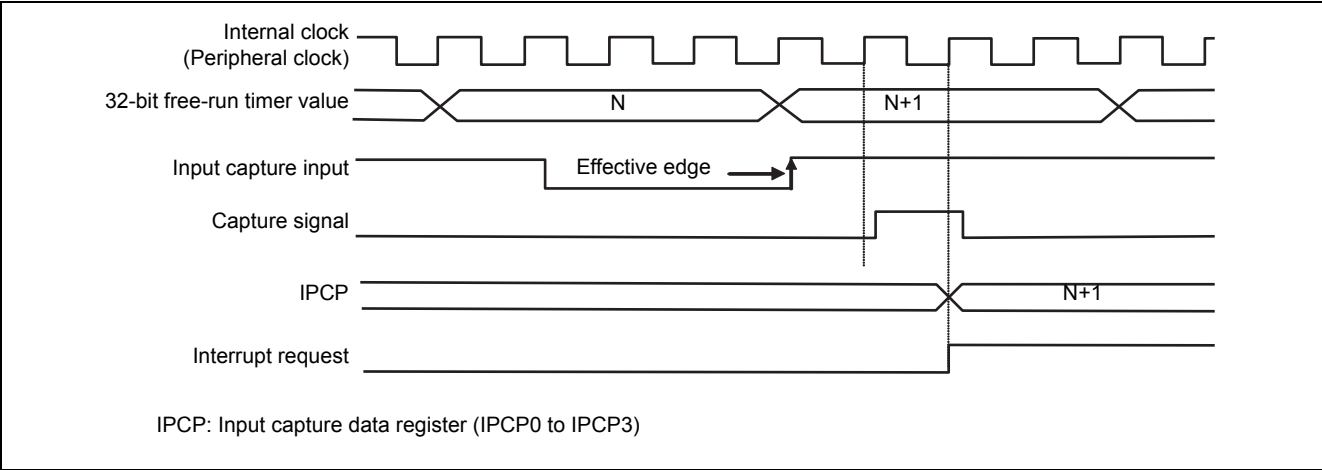 Internal clock
(Peripheral clock)
32-bit free-run timer value
N
N+1
Input capture input
Effective edge
Capture signal
IPCP
N+1
Interrupt request
IPCP: Input capture data register (IPCP0 to IPCP3)